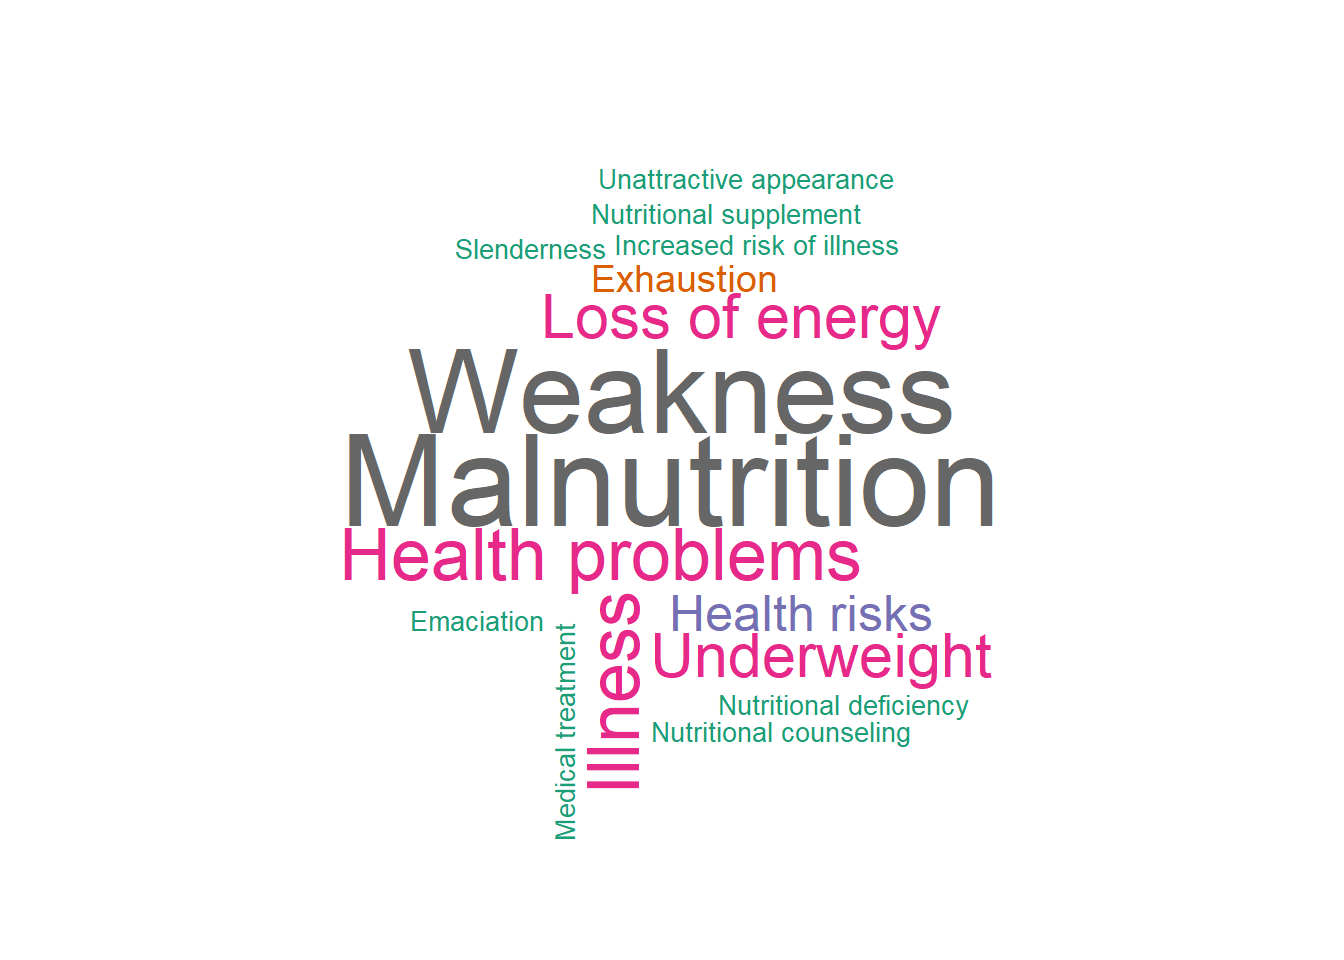 Unattractive appearance
Nutritional supplement
Slenderness
Increased risk of illness
Exhaustion
Loss of energy
Weakness
Malnutrition
Health problems
Health risks
Emaciation
Medical treatment
Illness
Underweight
Nutritional deficiency
Nutritional counseling